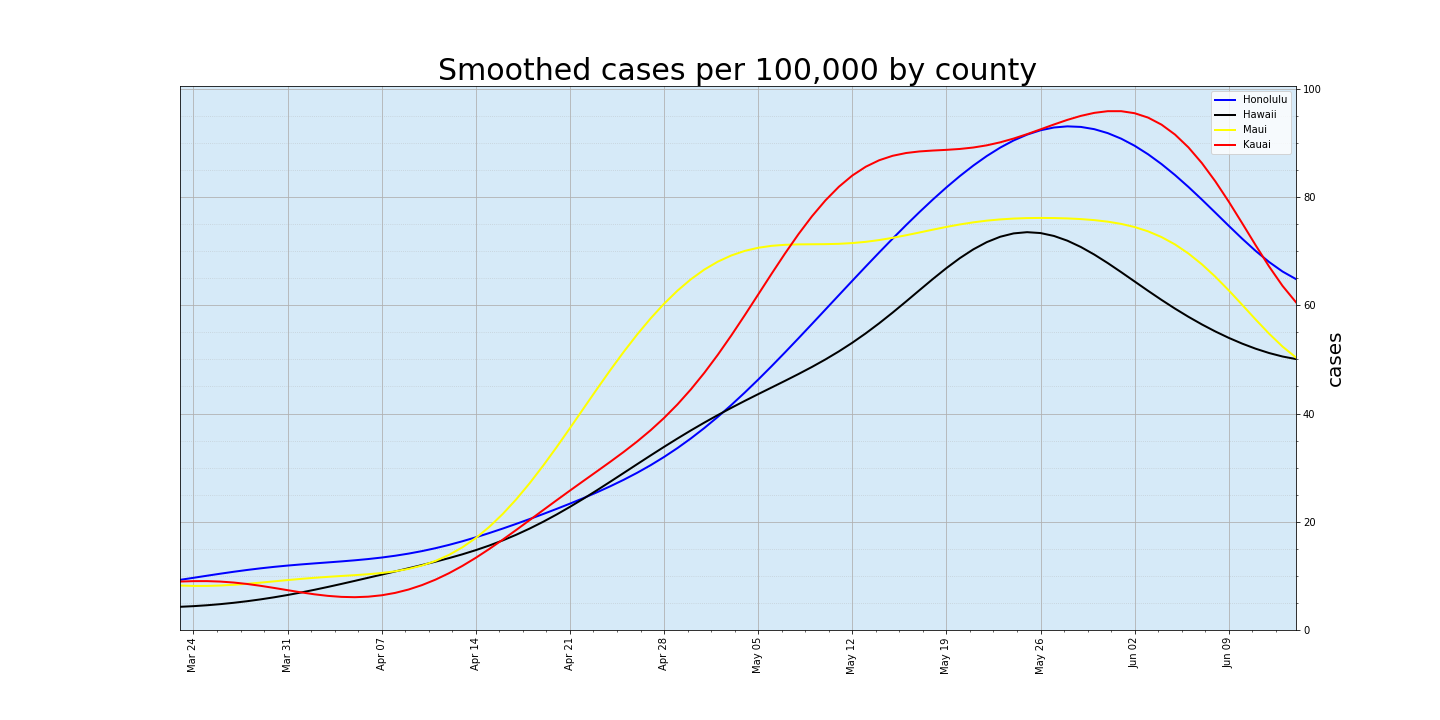 Smoothed cases per 100,000 by county
Honolulu
Hawaii
Maui
Kauai
100
80
60
40
20
0
cases
Mar 24
Mar 31
Apr 07
Apr 14
Apr 21
Apr 28
May 05
May 12
May 19
May 26
Jun 02
Jun 09